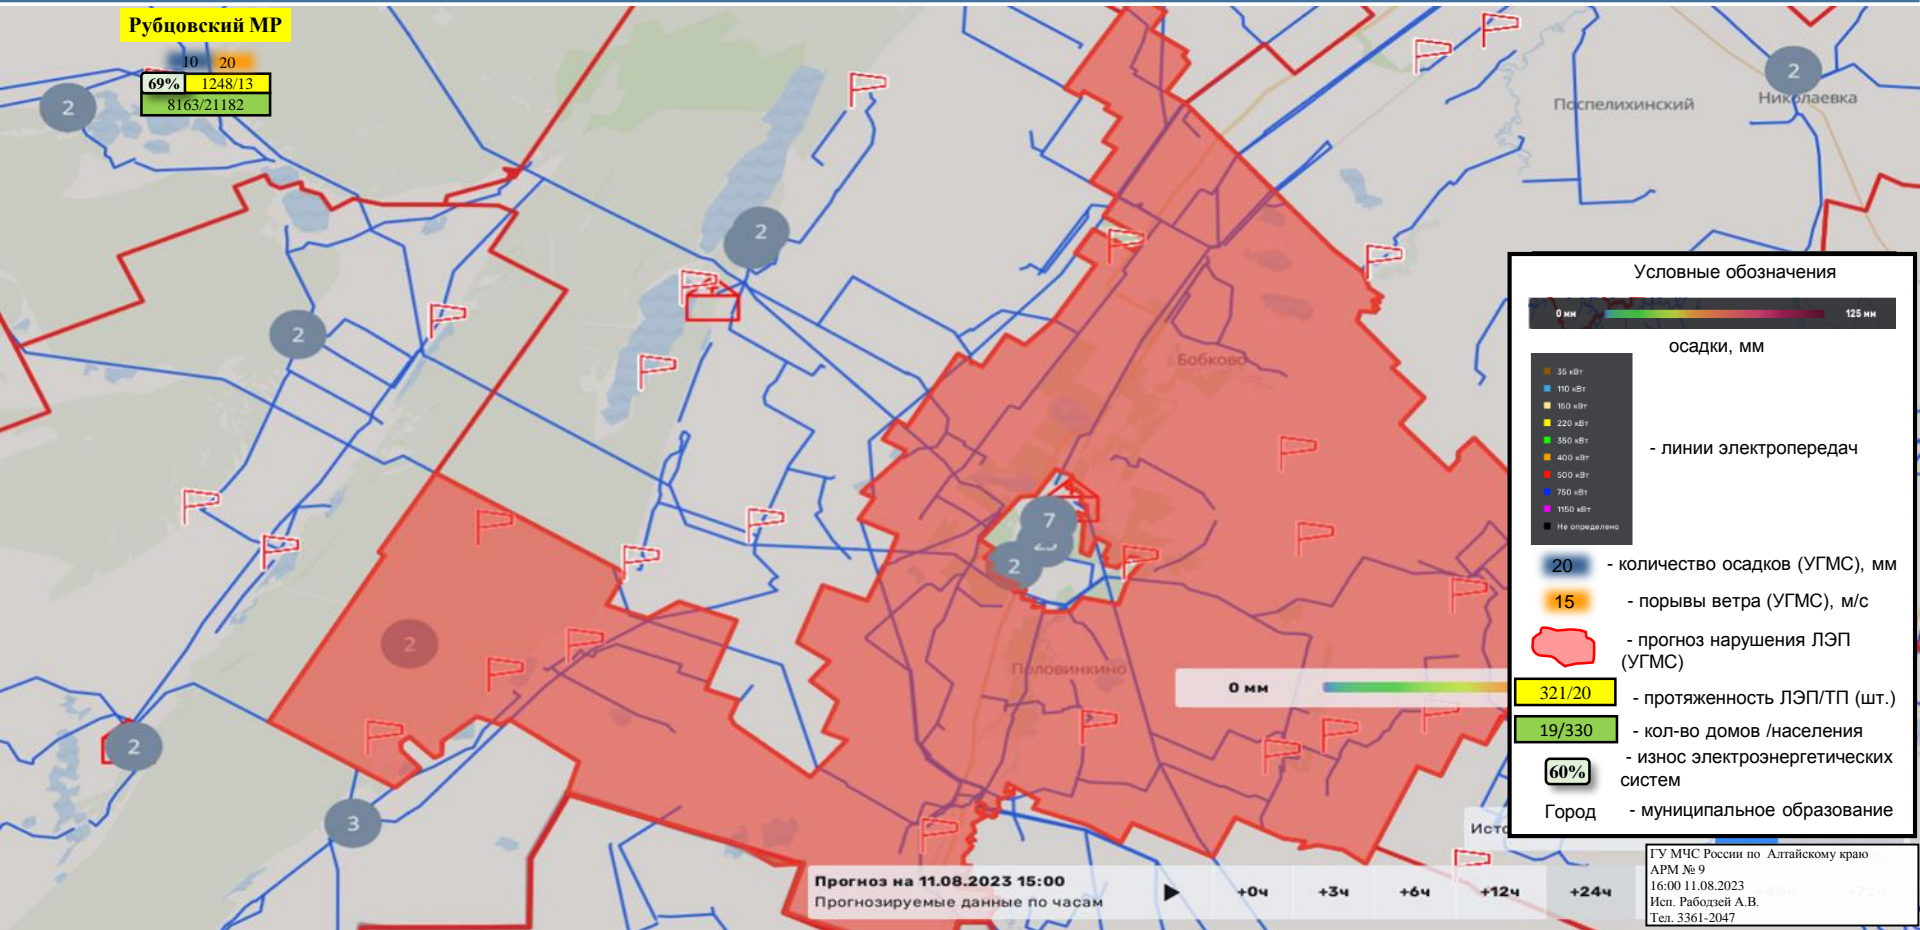 Рубцовский МР
10 20
69% 1248/13
8163/21182
2
2
Поспелихинский
Николаевка
2
2
Бобково
7
2
2
Половинкино
2
3
0 мм
Условные обозначения
0 мм 125 мм
осадки, мм
35 кВт
110 кВт
150 кВт
220 кВт
350 кВт
400 кВт
500 кВт
750 кВт
1150 кВт
Не определено
- линии электропередач
20 - количество осадков (УГМС), мм
15 - порывы ветра (УГМС), м/с
- прогноз нарушения ЛЭП
(УГМС)
321/20 - протяженность ЛЭП/ТП (шт.)
19/330 - кол-во домов /населения
60% - износ электроэнергетических
систем
Город - муниципальное образование
Исто
Прогноз на 11.08.2023 15:00
Прогнозируемые данные по часам
+0ч +3ч +6ч +12ч +24ч
ГУ МЧС России по Алтайскому краю
АРМ № 9
16:00 11.08.2023
Исп. Рабодзей А.В.
Тел. 3361-2047